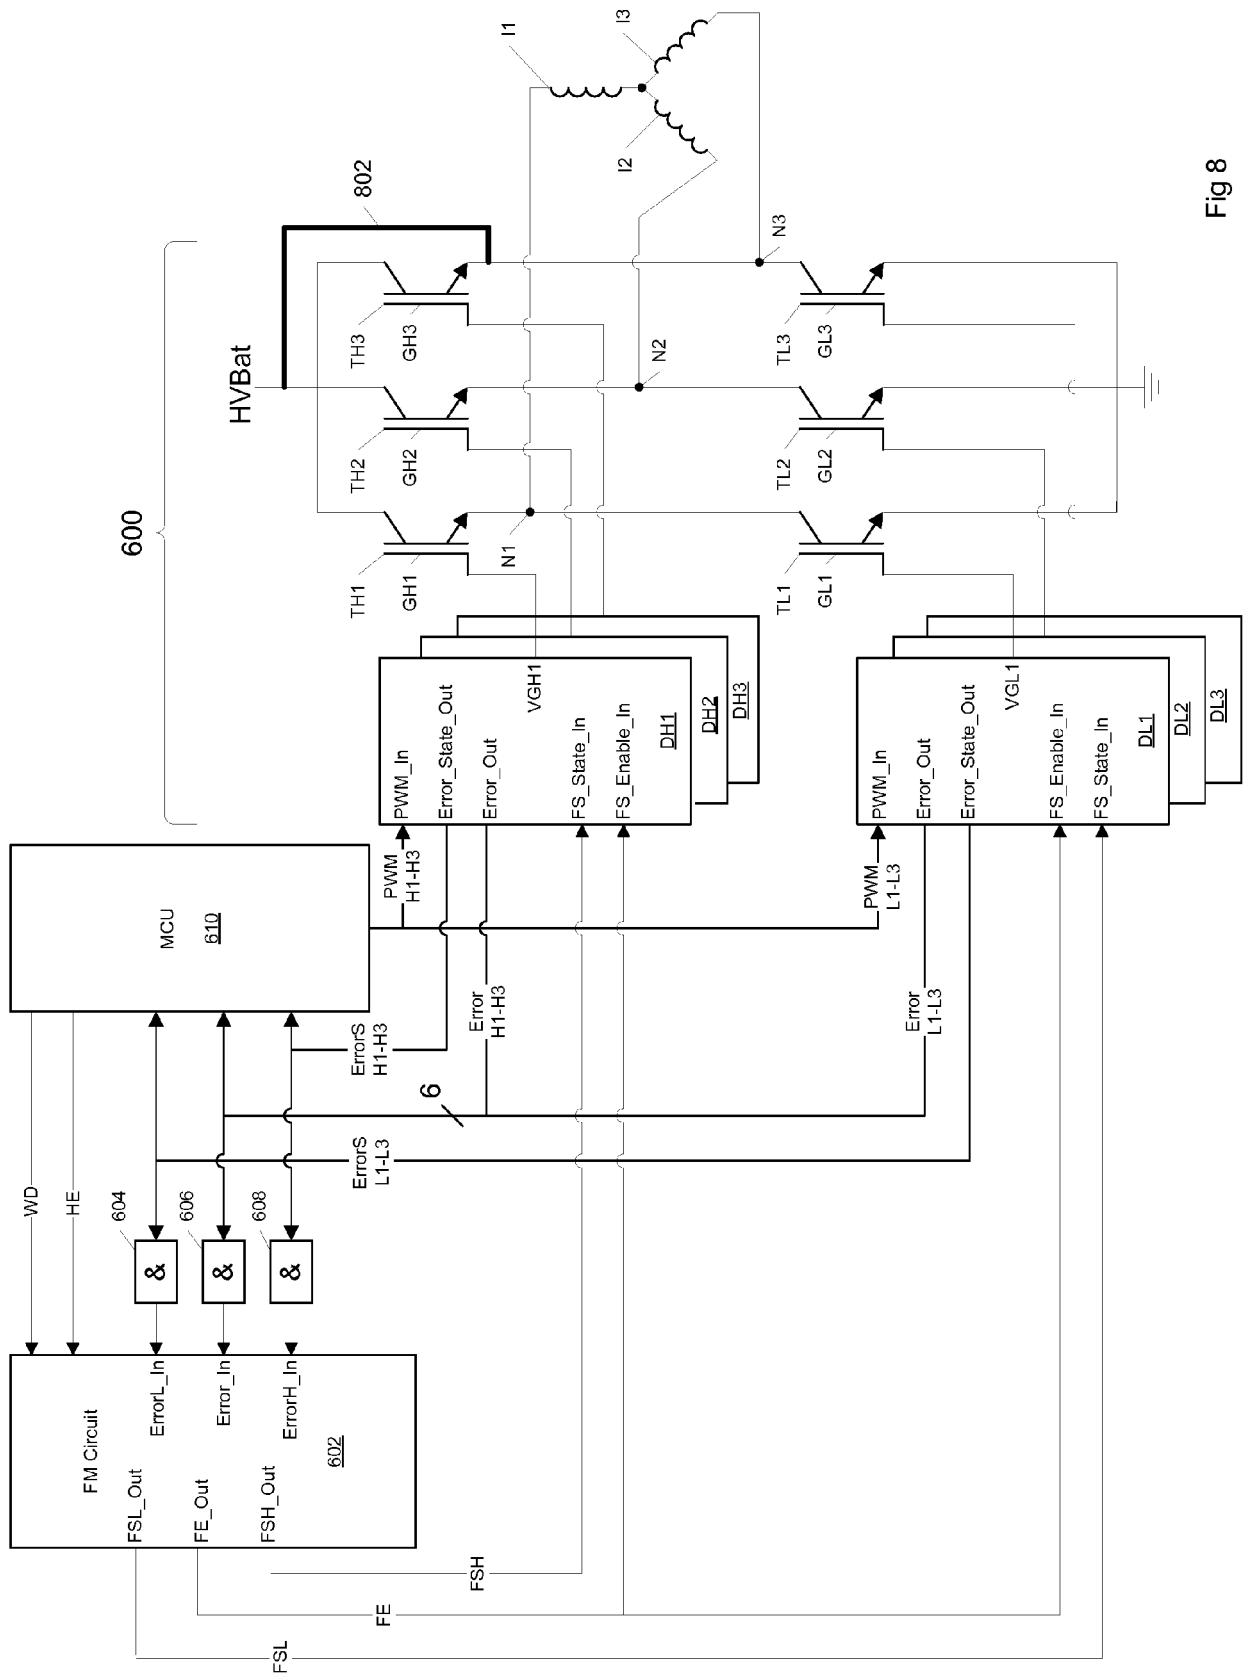 FM Circuit
602
FSL_Out
FE_Out
FSH_Out
ErrorL_In
Error_In
ErrorH_In
FSL
FE
FSH
WD
HE
604
606
608
&
&
&
MCU
610
ErrorS
L1-L3
ErrorS
H1-H3
6
Error
H1-H3
Error
L1-L3
PWM
H1-H3
PWM
L1-L3
600
PWM_In
Error_State_Out
Error_Out
VGH1
FS_State_In
FS_Enable_In
DH1
DH2
DH3
PWM_In
Error_Out
Error_State_Out
VGL1
FS_Enable_In
FS_State_In
DL1
DL2
DL3
HVBat
802
TH1
GH1
TH2
GH2
TH3
GH3
N1
N2
N3
TL1
GL1
TL2
GL2
TL3
GL3
I1
I2
I3
Fig 8